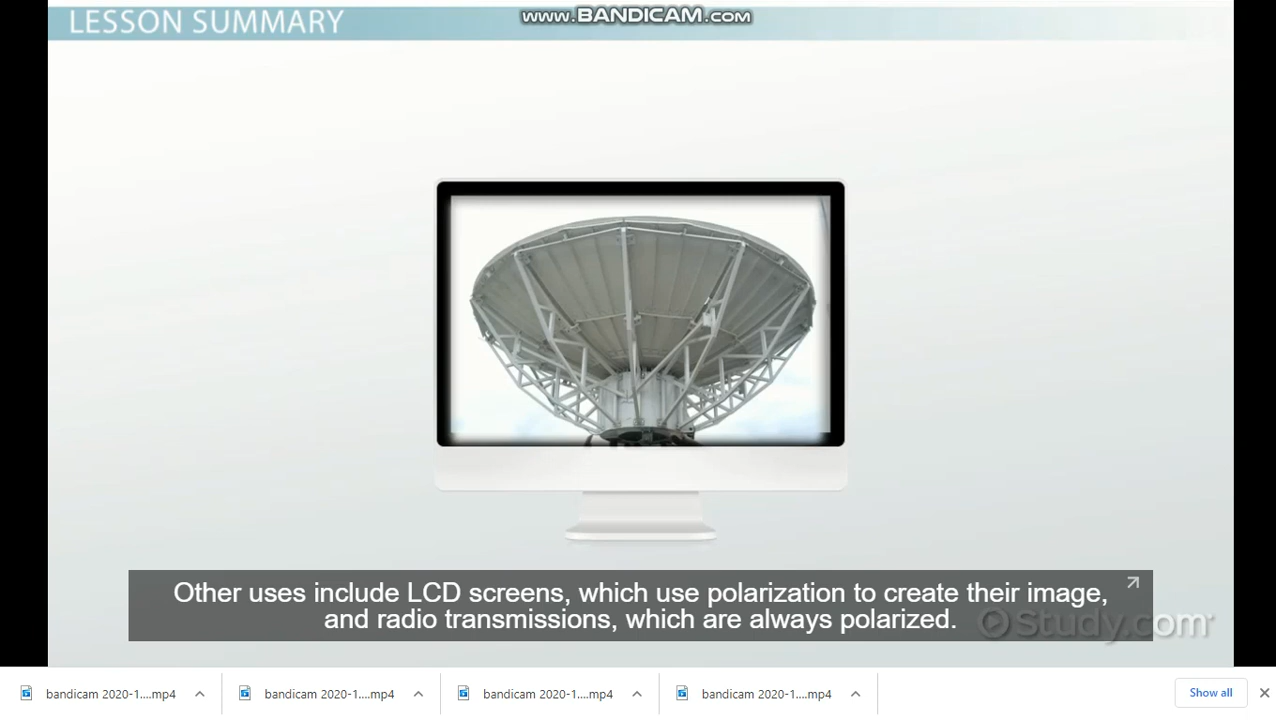 LESSON SUMMARY
www.BANDICAM.com
Other uses include LCD screens, which use polarization to create their image,
and radio transmissions, which are always polarized.
Study.com
bandicam 2020-1....mp4
bandicam 2020-1....mp4
bandicam 2020-1....mp4
bandicam 2020-1....mp4
Show all